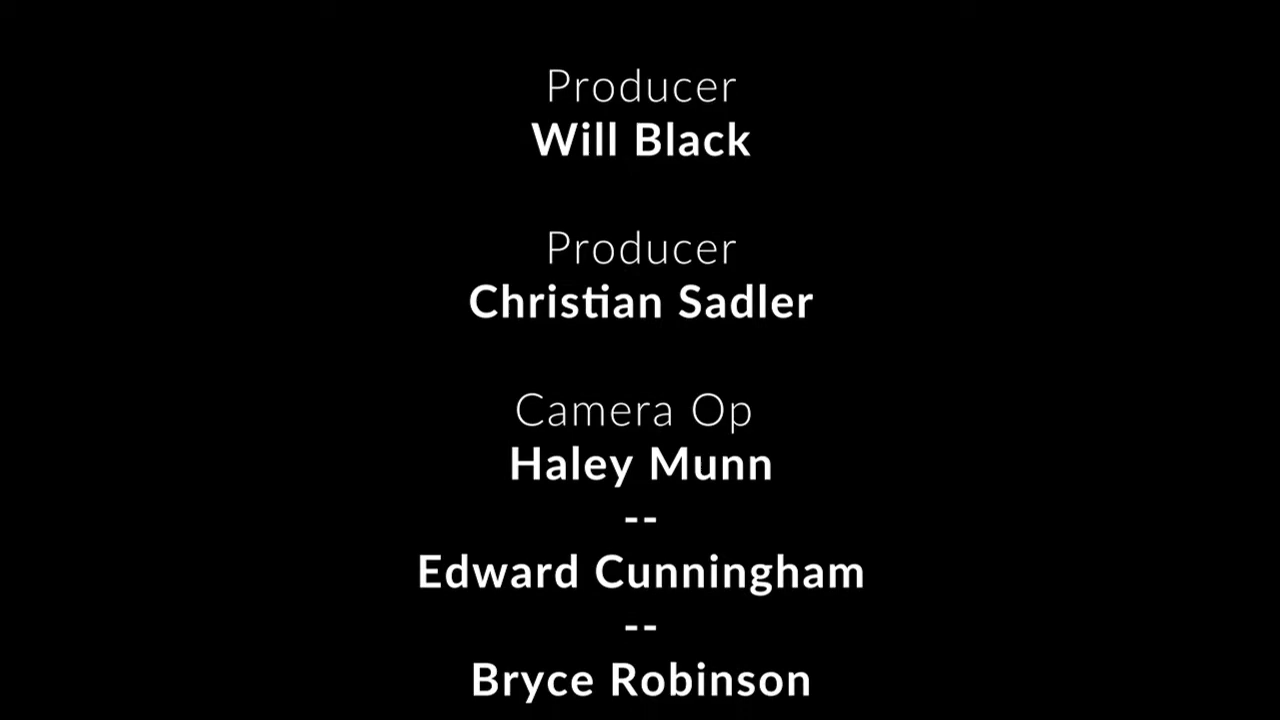 Producer
Will Black
Producer
Christian Sadler
Camera Op
Haley Munn
--
Edward Cunningham
--
Bryce Robinson